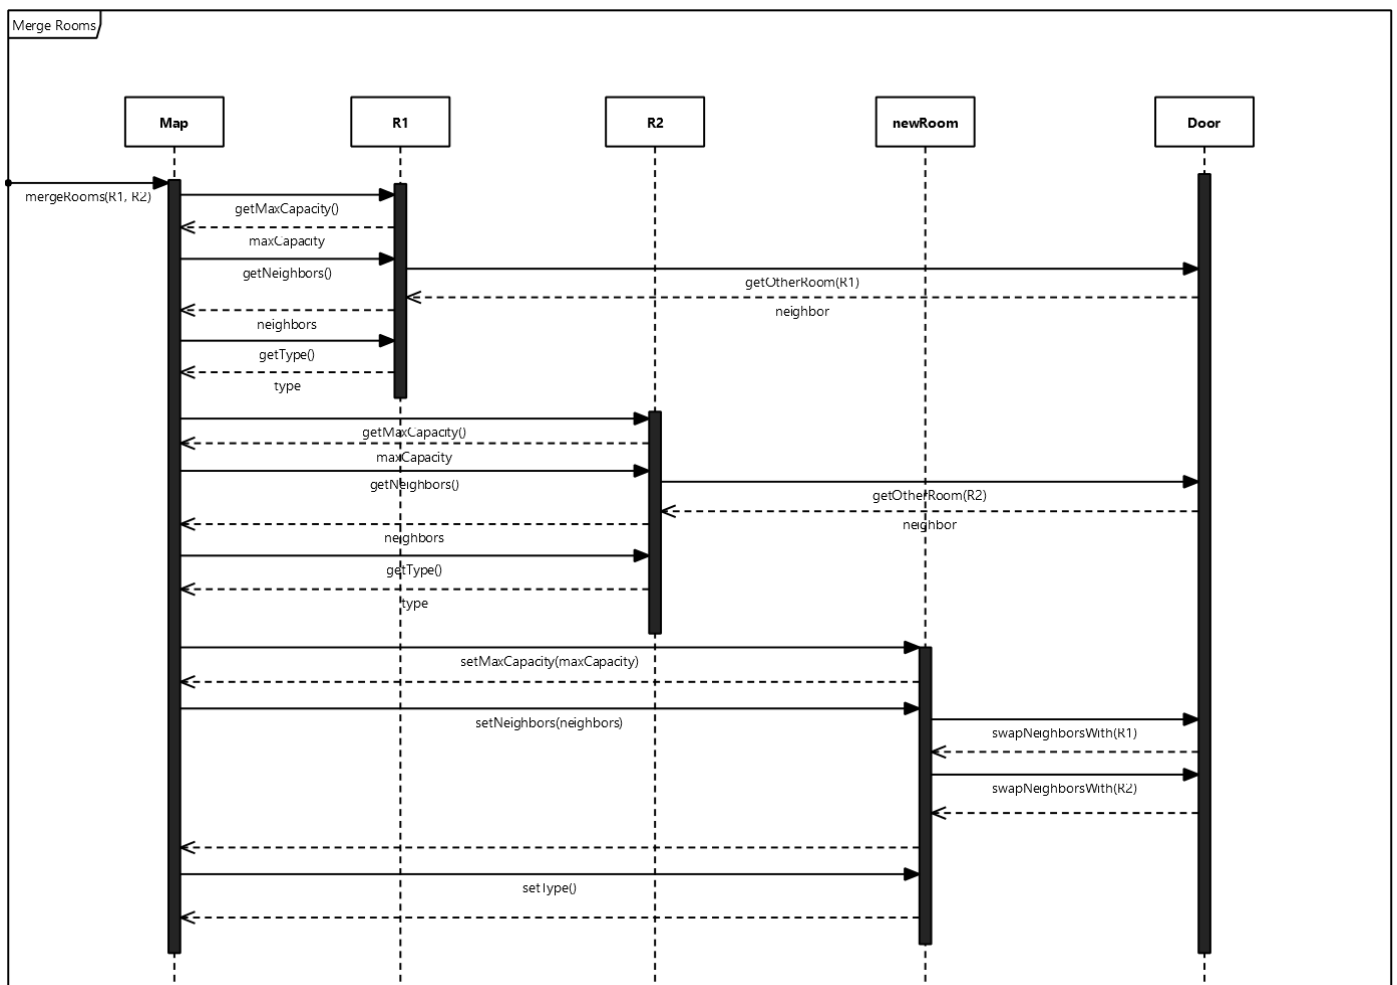 Merge Rooms
Map
R1
R2
newRoom
Door
mergeRooms(R1, R2)
getMaxCapacity()
maxCapacity
getNeighbors()
getOtherRoom(R1)
neighbor
neighbors
getType()
type
getMaxCapacity()
maxCapacity
getNeighbors()
getOtherRoom(R2)
neighbor
neighbors
getType()
type
setMaxCapacity(maxCapacity)
setNeighbors(neighbors)
swapNeighborsWith(R1)
swapNeighborsWith(R2)
setType()